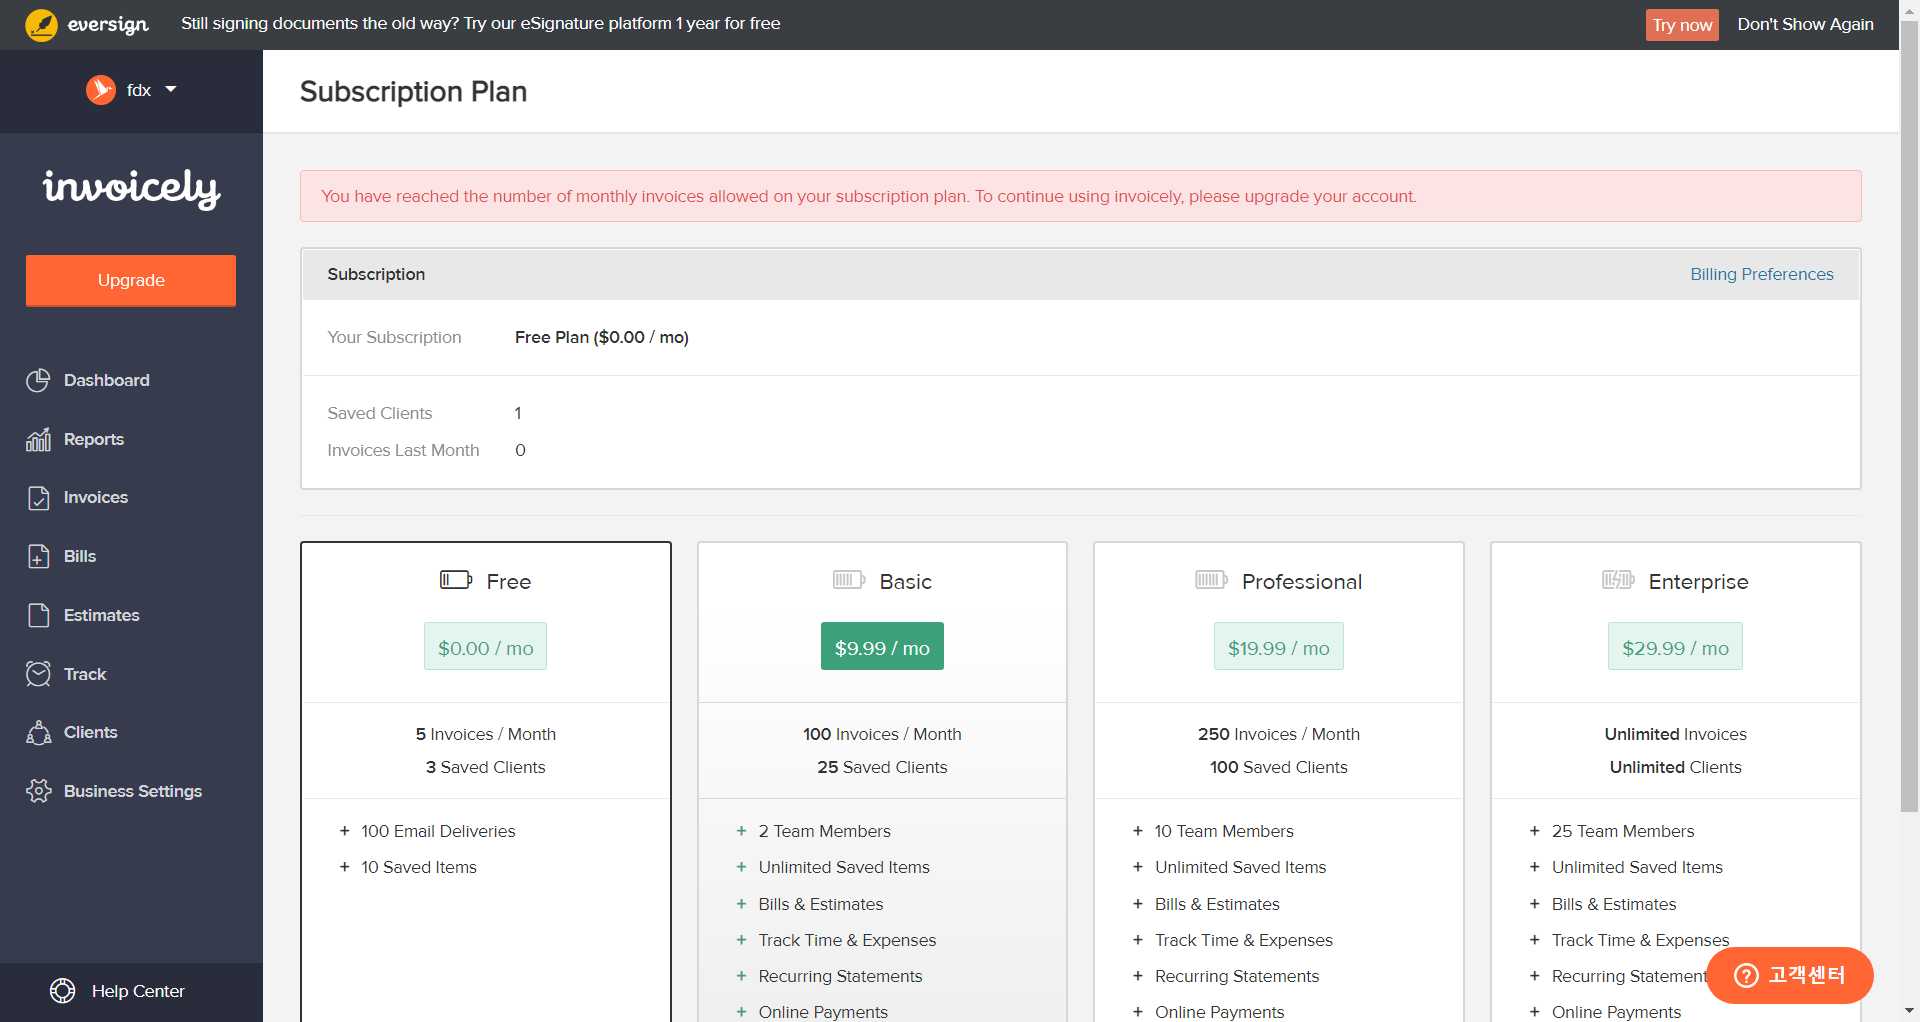 eversign Still signing documents the old way? Try our eSignature platform 1 year for free Try now Don't Show Again
fdx
Subscription Plan
invoicely
Upgrade
Dashboard
Reports
Invoices
Bills
Estimates
Track
Clients
Business Settings
Help Center
You have reached the number of monthly invoices allowed on your subscription plan. To continue using invoicely, please upgrade your account.
Subscription Billing Preferences
Your Subscription Free Plan ($0.00 / mo)
Saved Clients 1
Invoices Last Month 0
Free
$0.00 / mo
5 Invoices / Month
3 Saved Clients
+ 100 Email Deliveries
+ 10 Saved Items
Basic
$9.99 / mo
100 Invoices / Month
25 Saved Clients
+ 2 Team Members
+ Unlimited Saved Items
+ Bills & Estimates
+ Track Time & Expenses
+ Recurring Statements
+ Online Payments
Professional
$19.99 / mo
250 Invoices / Month
100 Saved Clients
+ 10 Team Members
+ Unlimited Saved Items
+ Bills & Estimates
+ Track Time & Expenses
+ Recurring Statements
+ Online Payments
Enterprise
$29.99 / mo
Unlimited Invoices
Unlimited Clients
+ 25 Team Members
+ Unlimited Saved Items
+ Bills & Estimates
+ Track Time & Expenses
+ Recurring Statement
+ Online Payments
? 고객센터